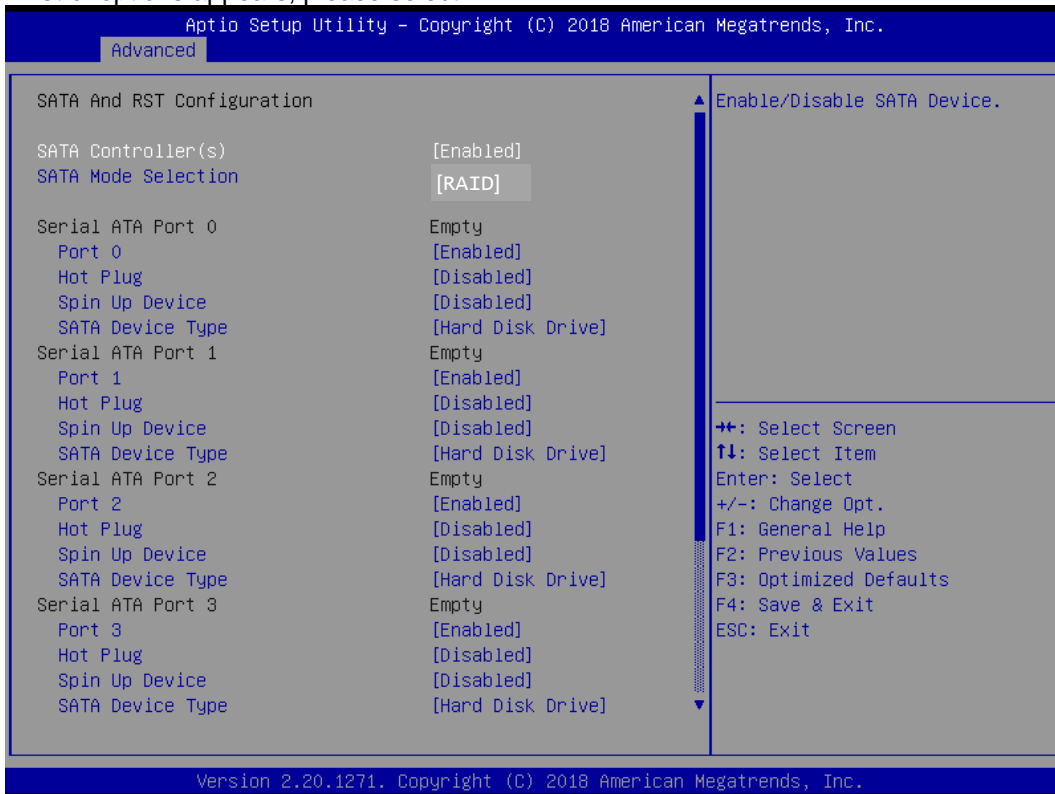 Aptio Setup Utility – Copyright (C) 2018 American Megatrends, Inc.
Advanced
SATA And RST Configuration
Enable/Disable SATA Device.
SATA Controller(s) [Enabled]
SATA Mode Selection [RAID]
Serial ATA Port 0 Empty
Port 0 [Enabled]
Hot Plug [Disabled]
Spin Up Device [Disabled]
SATA Device Type [Hard Disk Drive]
Serial ATA Port 1 Empty
Port 1 [Enabled]
Hot Plug [Disabled]
Spin Up Device [Disabled]
SATA Device Type [Hard Disk Drive]
Serial ATA Port 2 Empty
Port 2 [Enabled]
Hot Plug [Disabled]
Spin Up Device [Disabled]
SATA Device Type [Hard Disk Drive]
Serial ATA Port 3 Empty
Port 3 [Enabled]
Hot Plug [Disabled]
Spin Up Device [Disabled]
SATA Device Type [Hard Disk Drive]
→←: Select Screen
↑↓: Select Item
Enter: Select
+/-: Change Opt.
F1: General Help
F2: Previous Values
F3: Optimized Defaults
F4: Save & Exit
ESC: Exit
Version 2.20.1271. Copyright (C) 2018 American Megatrends, Inc.